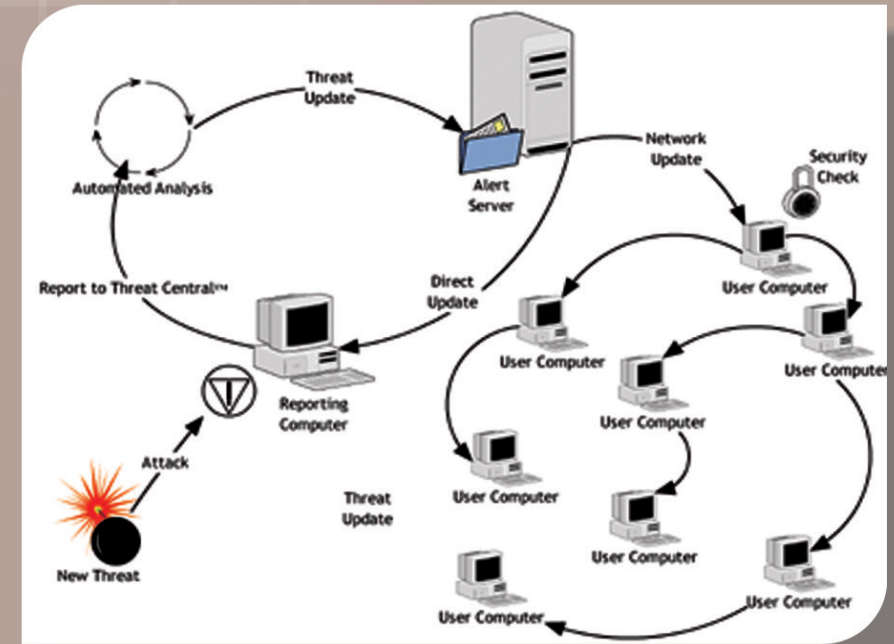 Threat
Update
Automated Analysis
Alert
Server
Network
Update
Security
Check
Report to Threat Central™
Direct
Update
User Computer
User Computer
User Computer
User Computer
Reporting
Computer
Attack
User Computer
Threat
Update
User Computer
New Threat
User Computer
User Computer